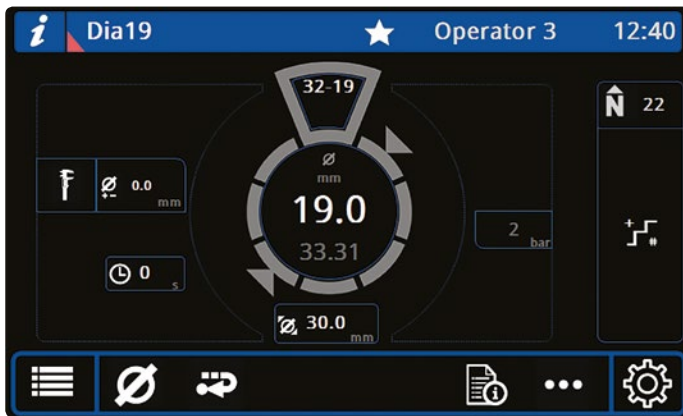 i Dia19 Operator 3 12:40
32-19
N 22
Ø
mm
0.0
mm
19.0
33.31
2
bar
0
s
30.0
mm